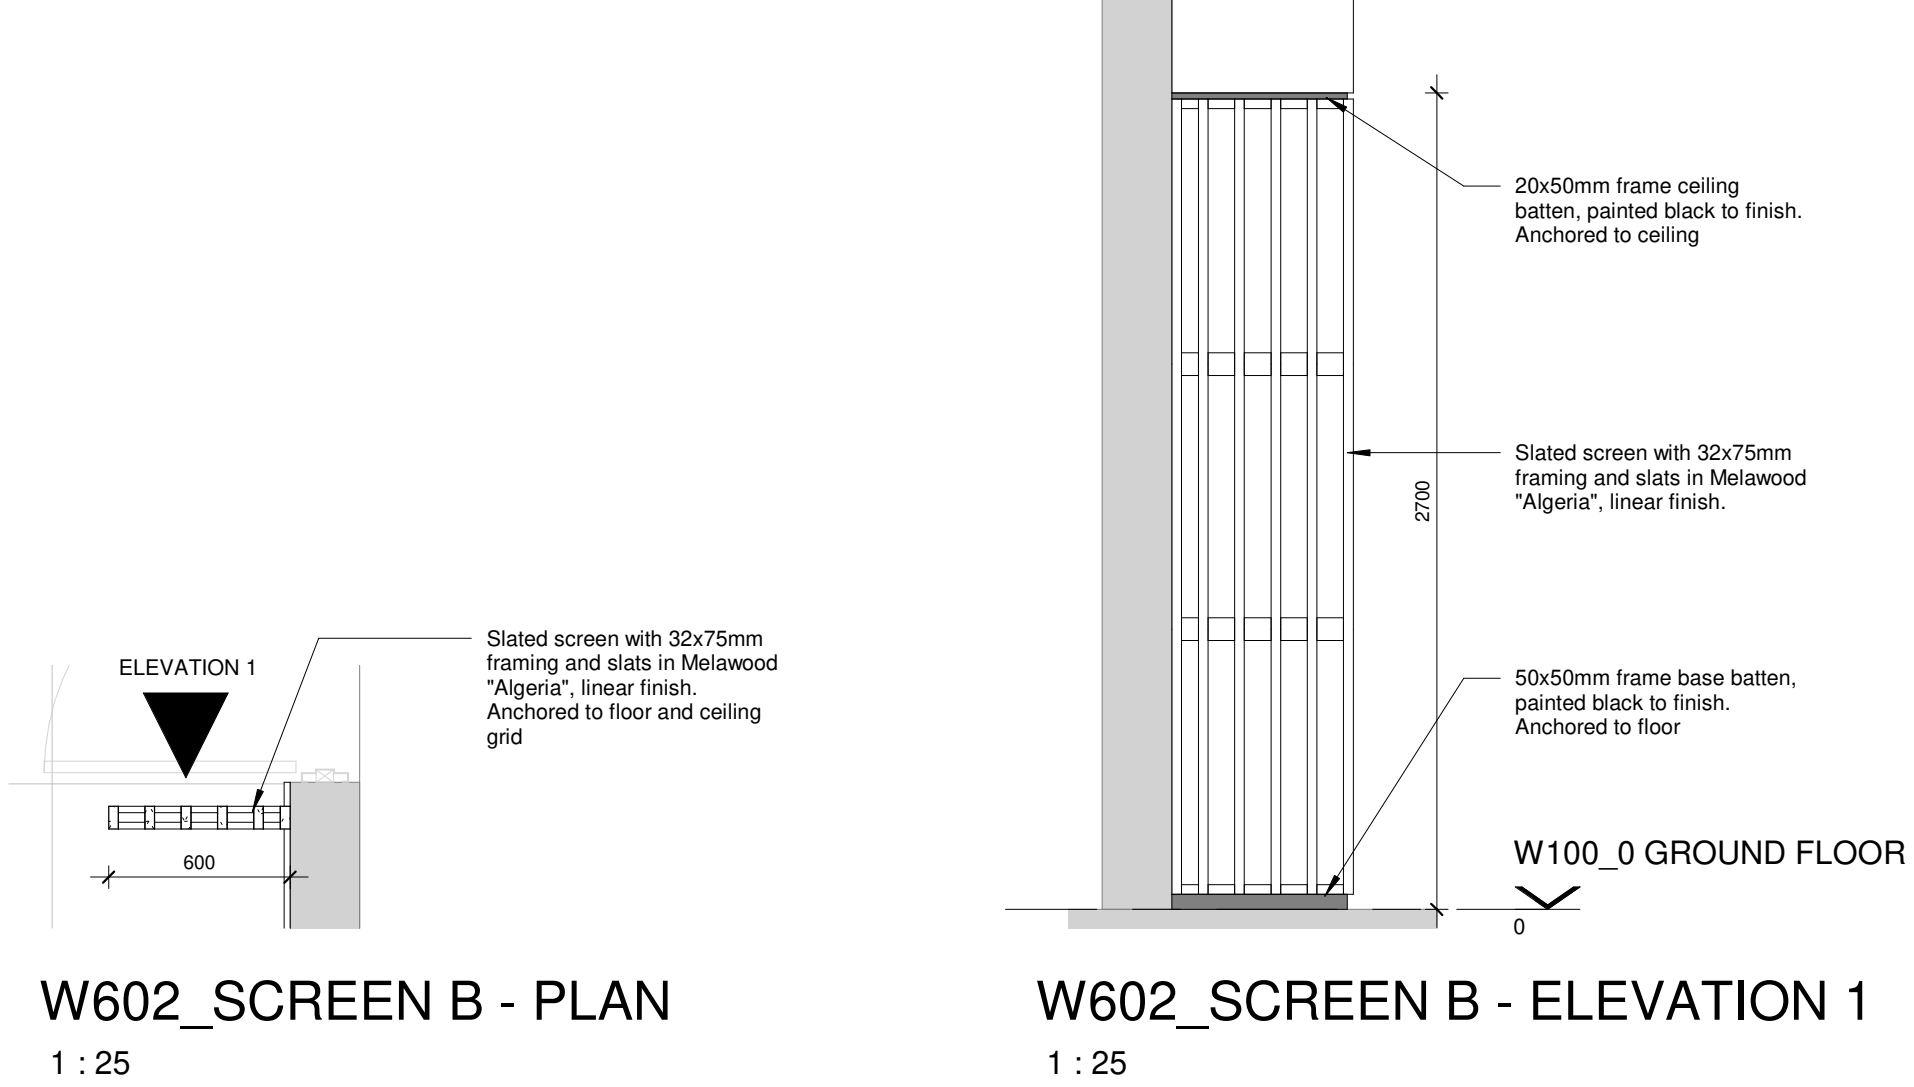 ELEVATION 1
Slated screen with 32x75mm
framing and slats in Melawood
"Algeria", linear finish.
Anchored to floor and ceiling
grid
600
W602_SCREEN B - PLAN
1 : 25
20x50mm frame ceiling
batten, painted black to finish.
Anchored to ceiling
Slated screen with 32x75mm
framing and slats in Melawood
"Algeria", linear finish.
2700
50x50mm frame base batten,
painted black to finish.
Anchored to floor
W100_0 GROUND FLOOR
0
W602_SCREEN B - ELEVATION 1
1 : 25